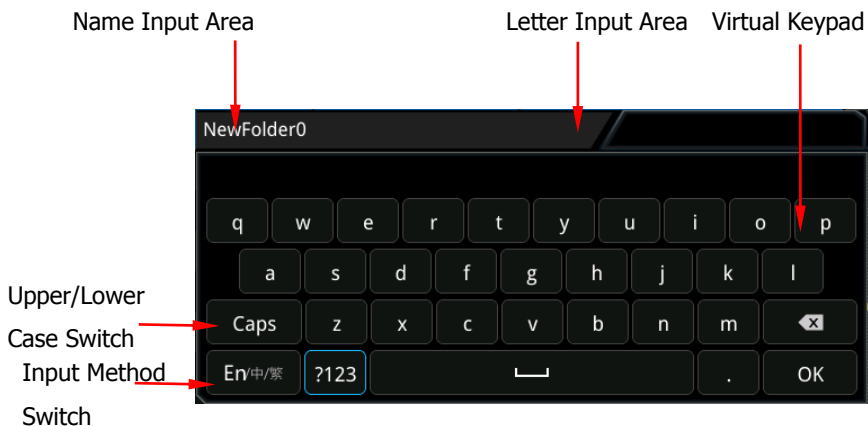 Name Input Area Letter Input Area Virtual Keypad
NewFolder0
q w e r t y u i o p
a s d f g h j k l
Upper/Lower
Case Switch
Caps z x c v b n m
Input Method
Switch
En/中/繁 ?123 . OK